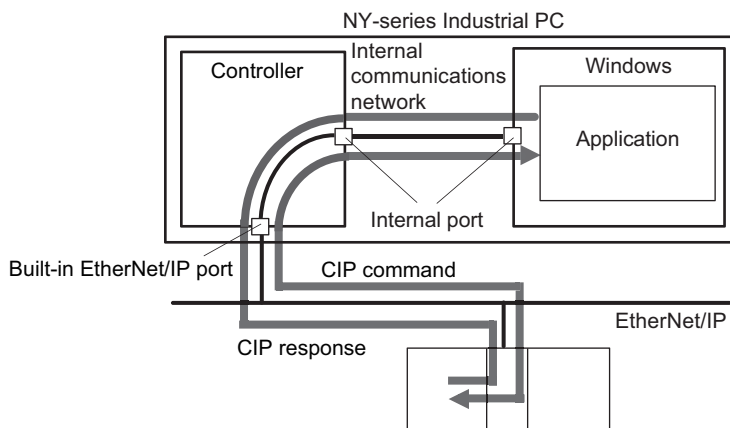 NY-series Industrial PC
Controller
Internal
communications
network
Windows
Application
Internal port
Built-in EtherNet/IP port
CIP command
EtherNet/IP
CIP response